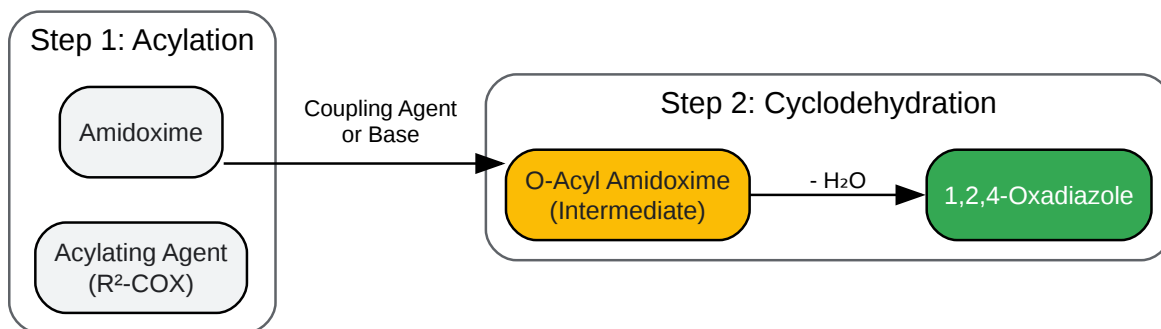 Step 1: Acylation
Amidoxime
Acylating Agent
(R²-COX)
Coupling Agent
or Base
Step 2: Cyclodehydration
O-Acyl Amidoxime
(Intermediate)
- H₂O
1,2,4-Oxadiazole